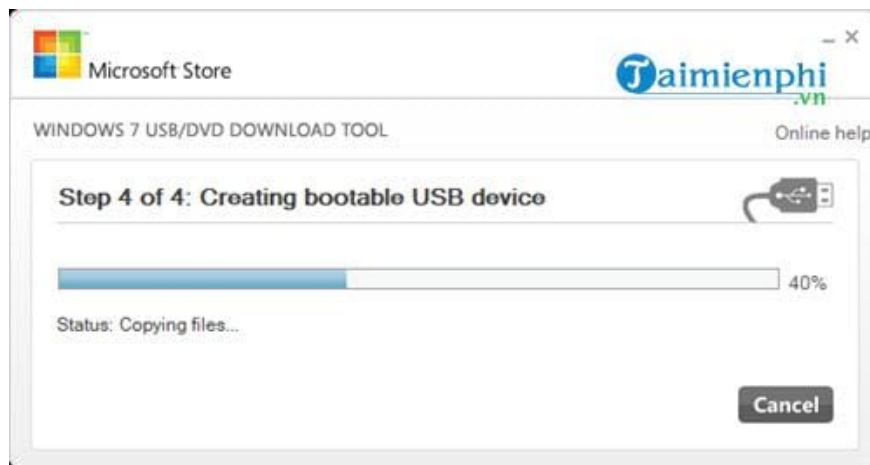 Microsoft Store
Taimienphi
.vn
WINDOWS 7 USB/DVD DOWNLOAD TOOL
Online help
Step 4 of 4: Creating bootable USB device
40%
Status: Copying files...
Cancel